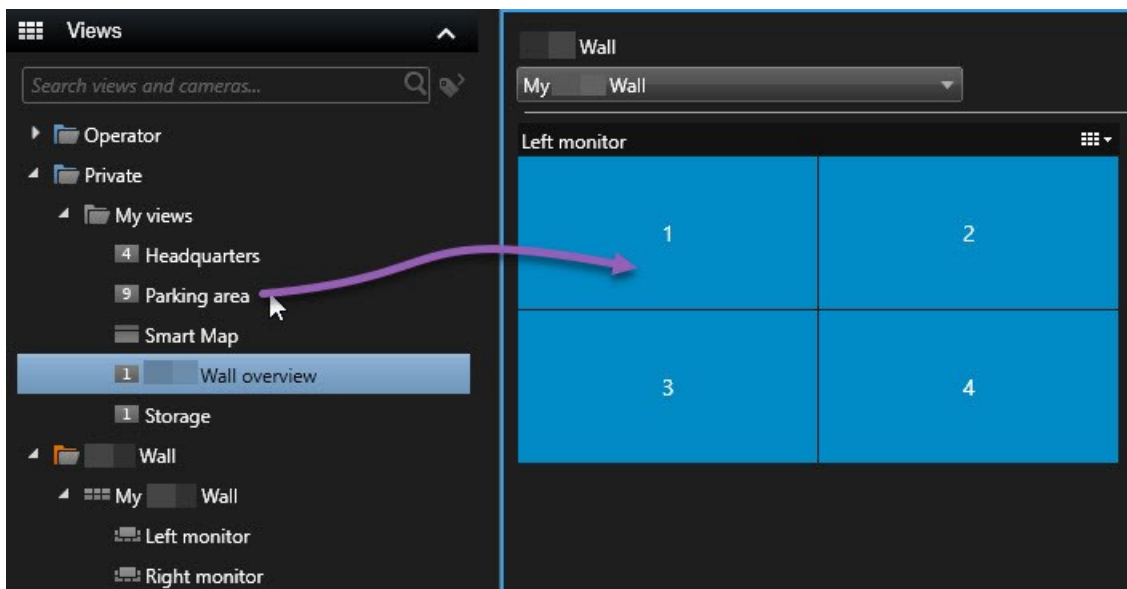 Views
Search views and cameras...
Operator
Private
My views
4 Headquarters
9 Parking area
Smart Map
1 Wall overview
1 Storage
Wall
My Wall
Left monitor
Right monitor
Wall
My Wall
Left monitor
1 2
3 4